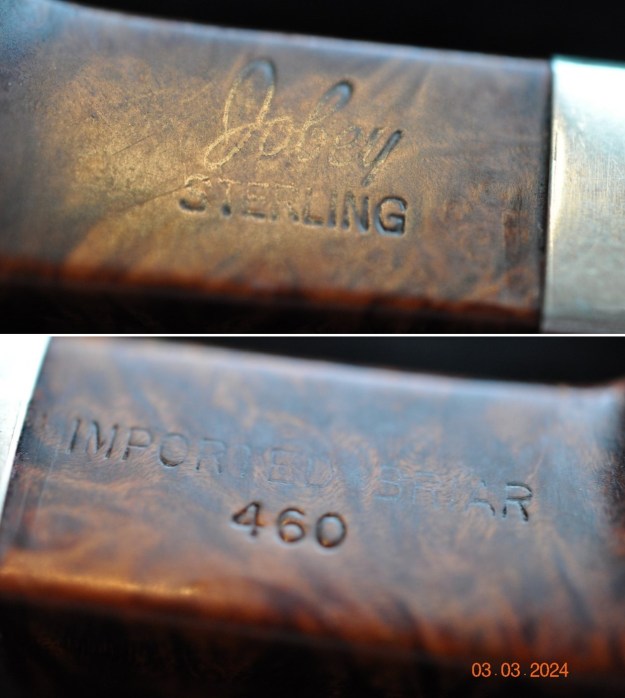 Jobey
STERLING
IMPORTED BRIAR
460
03.03.2024